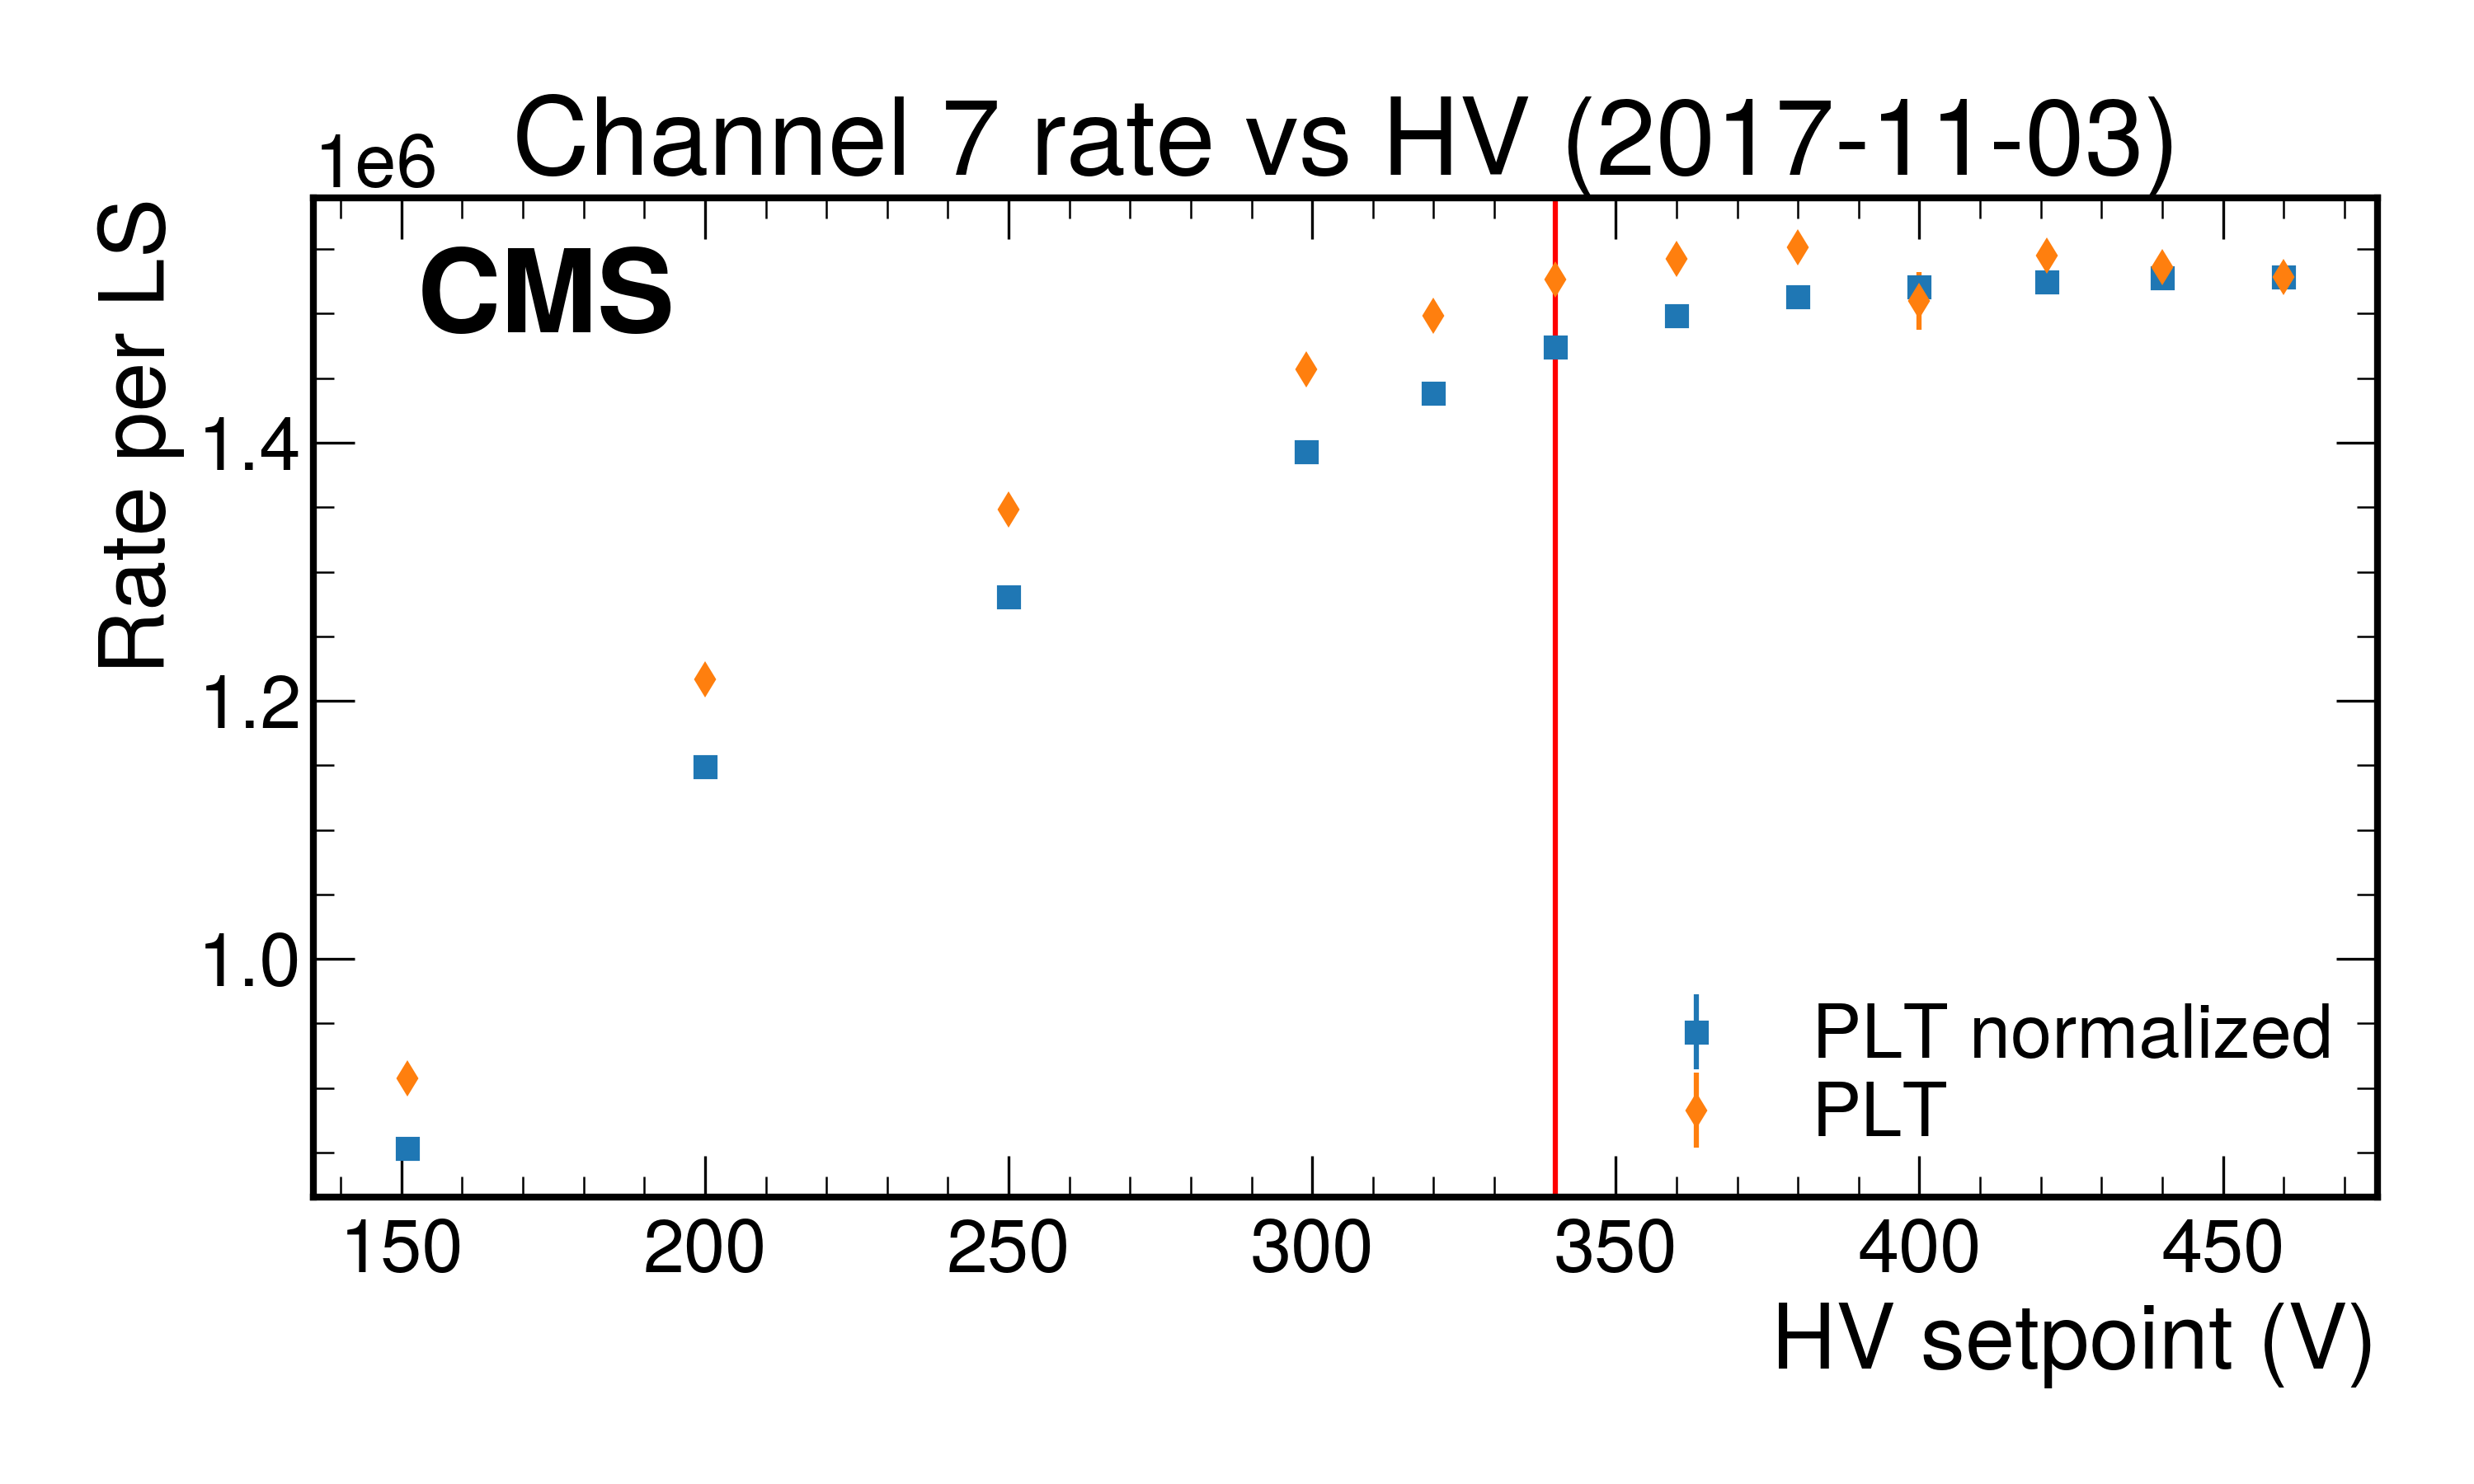 Channel 7 rate vs HV (2017-11-03)
1e6
CMS
Rate per LS
1.4
1.2
1.0
PLT normalized
PLT
150 200 250 300 350 400 450
HV setpoint (V)